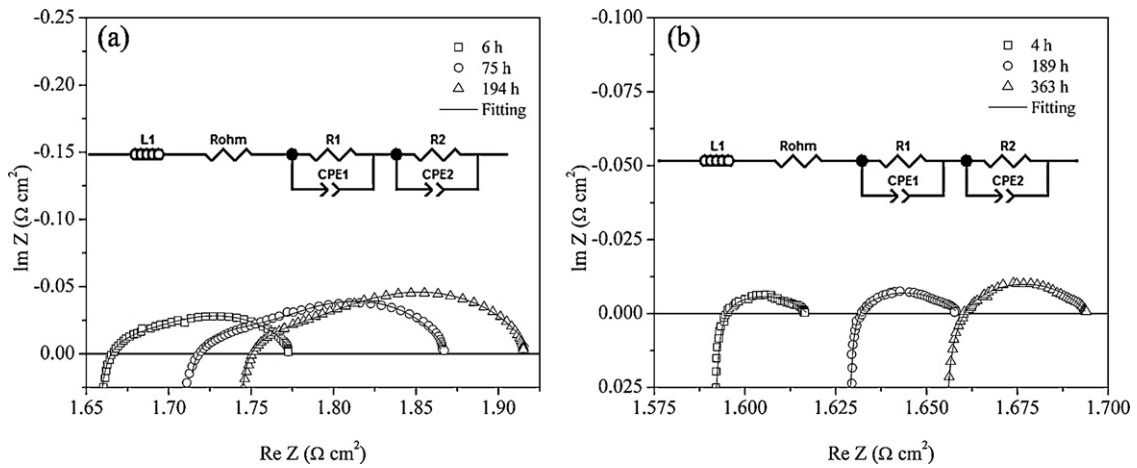 (a)
6 h
75 h
194 h
Fitting
L1
Rohm
R1
R2
CPE1
CPE2
-0.25
-0.20
-0.15
-0.10
-0.05
0.00
Im Z (Ω cm²)
1.65
1.70
1.75
1.80
1.85
1.90
Re Z (Ω cm²)
(b)
4 h
189 h
363 h
Fitting
L1
Rohm
R1
R2
CPE1
CPE2
-0.100
-0.075
-0.050
-0.025
0.000
0.025
Im Z (Ω cm²)
1.575
1.600
1.625
1.650
1.675
1.700
Re Z (Ω cm²)